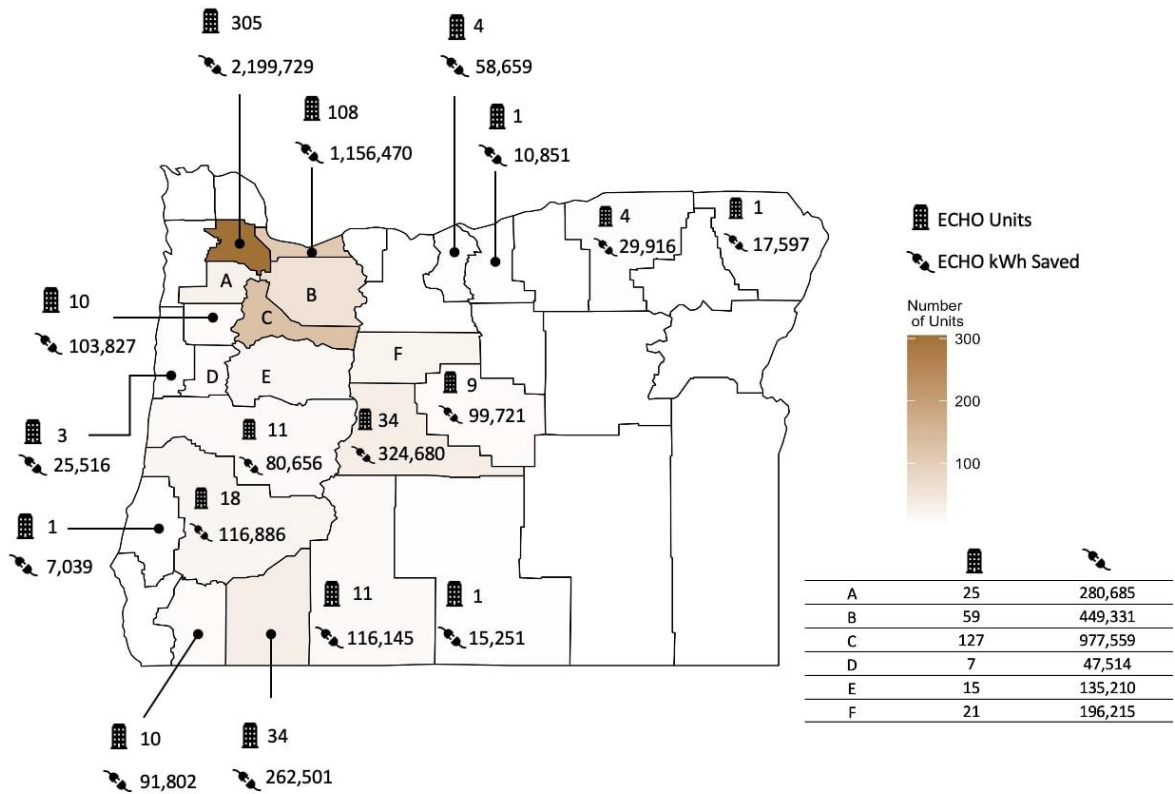 305
2,199,729
4
58,659
108
1,156,470
1
10,851
4
29,916
1
17,597
ECHO Units
ECHO kWh Saved
A
B
C
10
103,827
D
E
F
Number
of Units
300
200
100
9
99,721
3
25,516
11
80,656
34
324,680
18
116,886
1
7,039
11
116,145
1
15,251
A 25 280,685
B 59 449,331
C 127 977,559
D 7 47,514
E 15 135,210
F 21 196,215
10
91,802
34
262,501